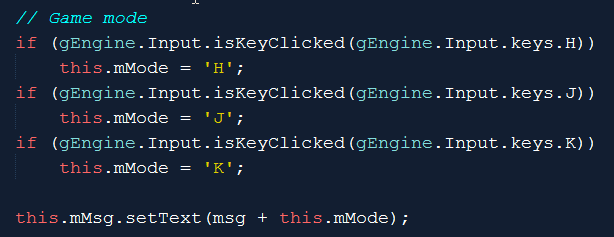 // Game mode
if (gEngine.Input.isKeyClicked(gEngine.Input.keys.H))
    this.mMode = 'H';
if (gEngine.Input.isKeyClicked(gEngine.Input.keys.J))
    this.mMode = 'J';
if (gEngine.Input.isKeyClicked(gEngine.Input.keys.K))
    this.mMode = 'K';
this.mMsg.setText(msg + this.mMode);